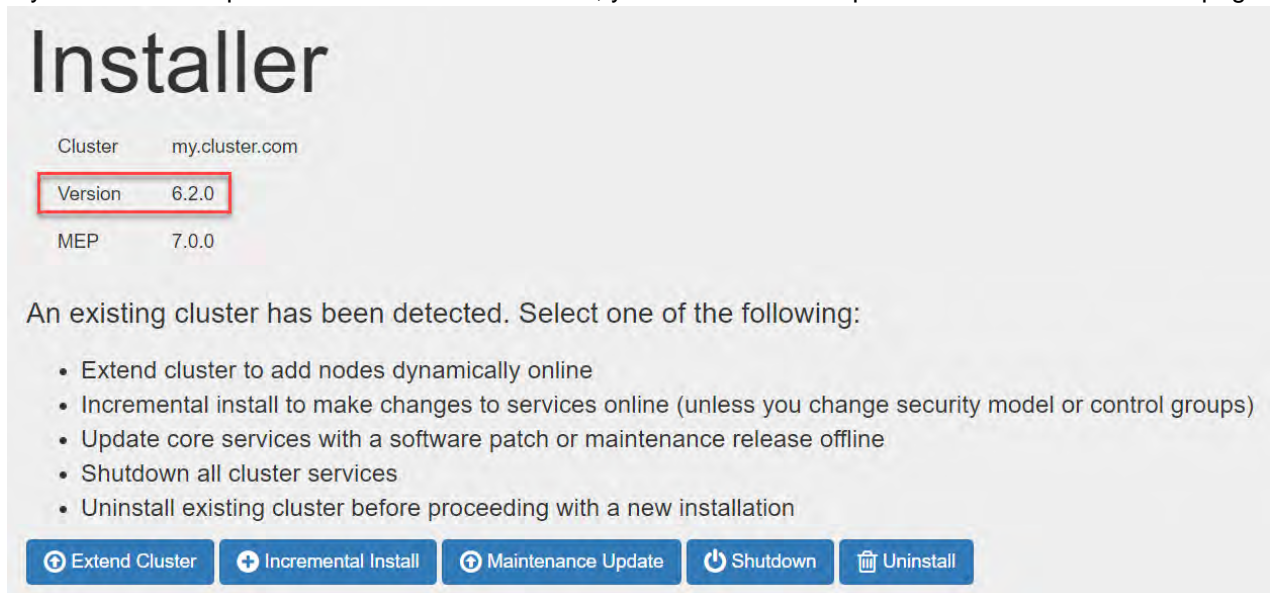 Installer
Cluster my.cluster.com
Version 6.2.0
MEP 7.0.0
An existing cluster has been detected. Select one of the following:
• Extend cluster to add nodes dynamically online
• Incremental install to make changes to services online (unless you change security model or control groups)
• Update core services with a software patch or maintenance release offline
• Shutdown all cluster services
• Uninstall existing cluster before proceeding with a new installation
Extend Cluster Incremental Install Maintenance Update Shutdown Uninstall